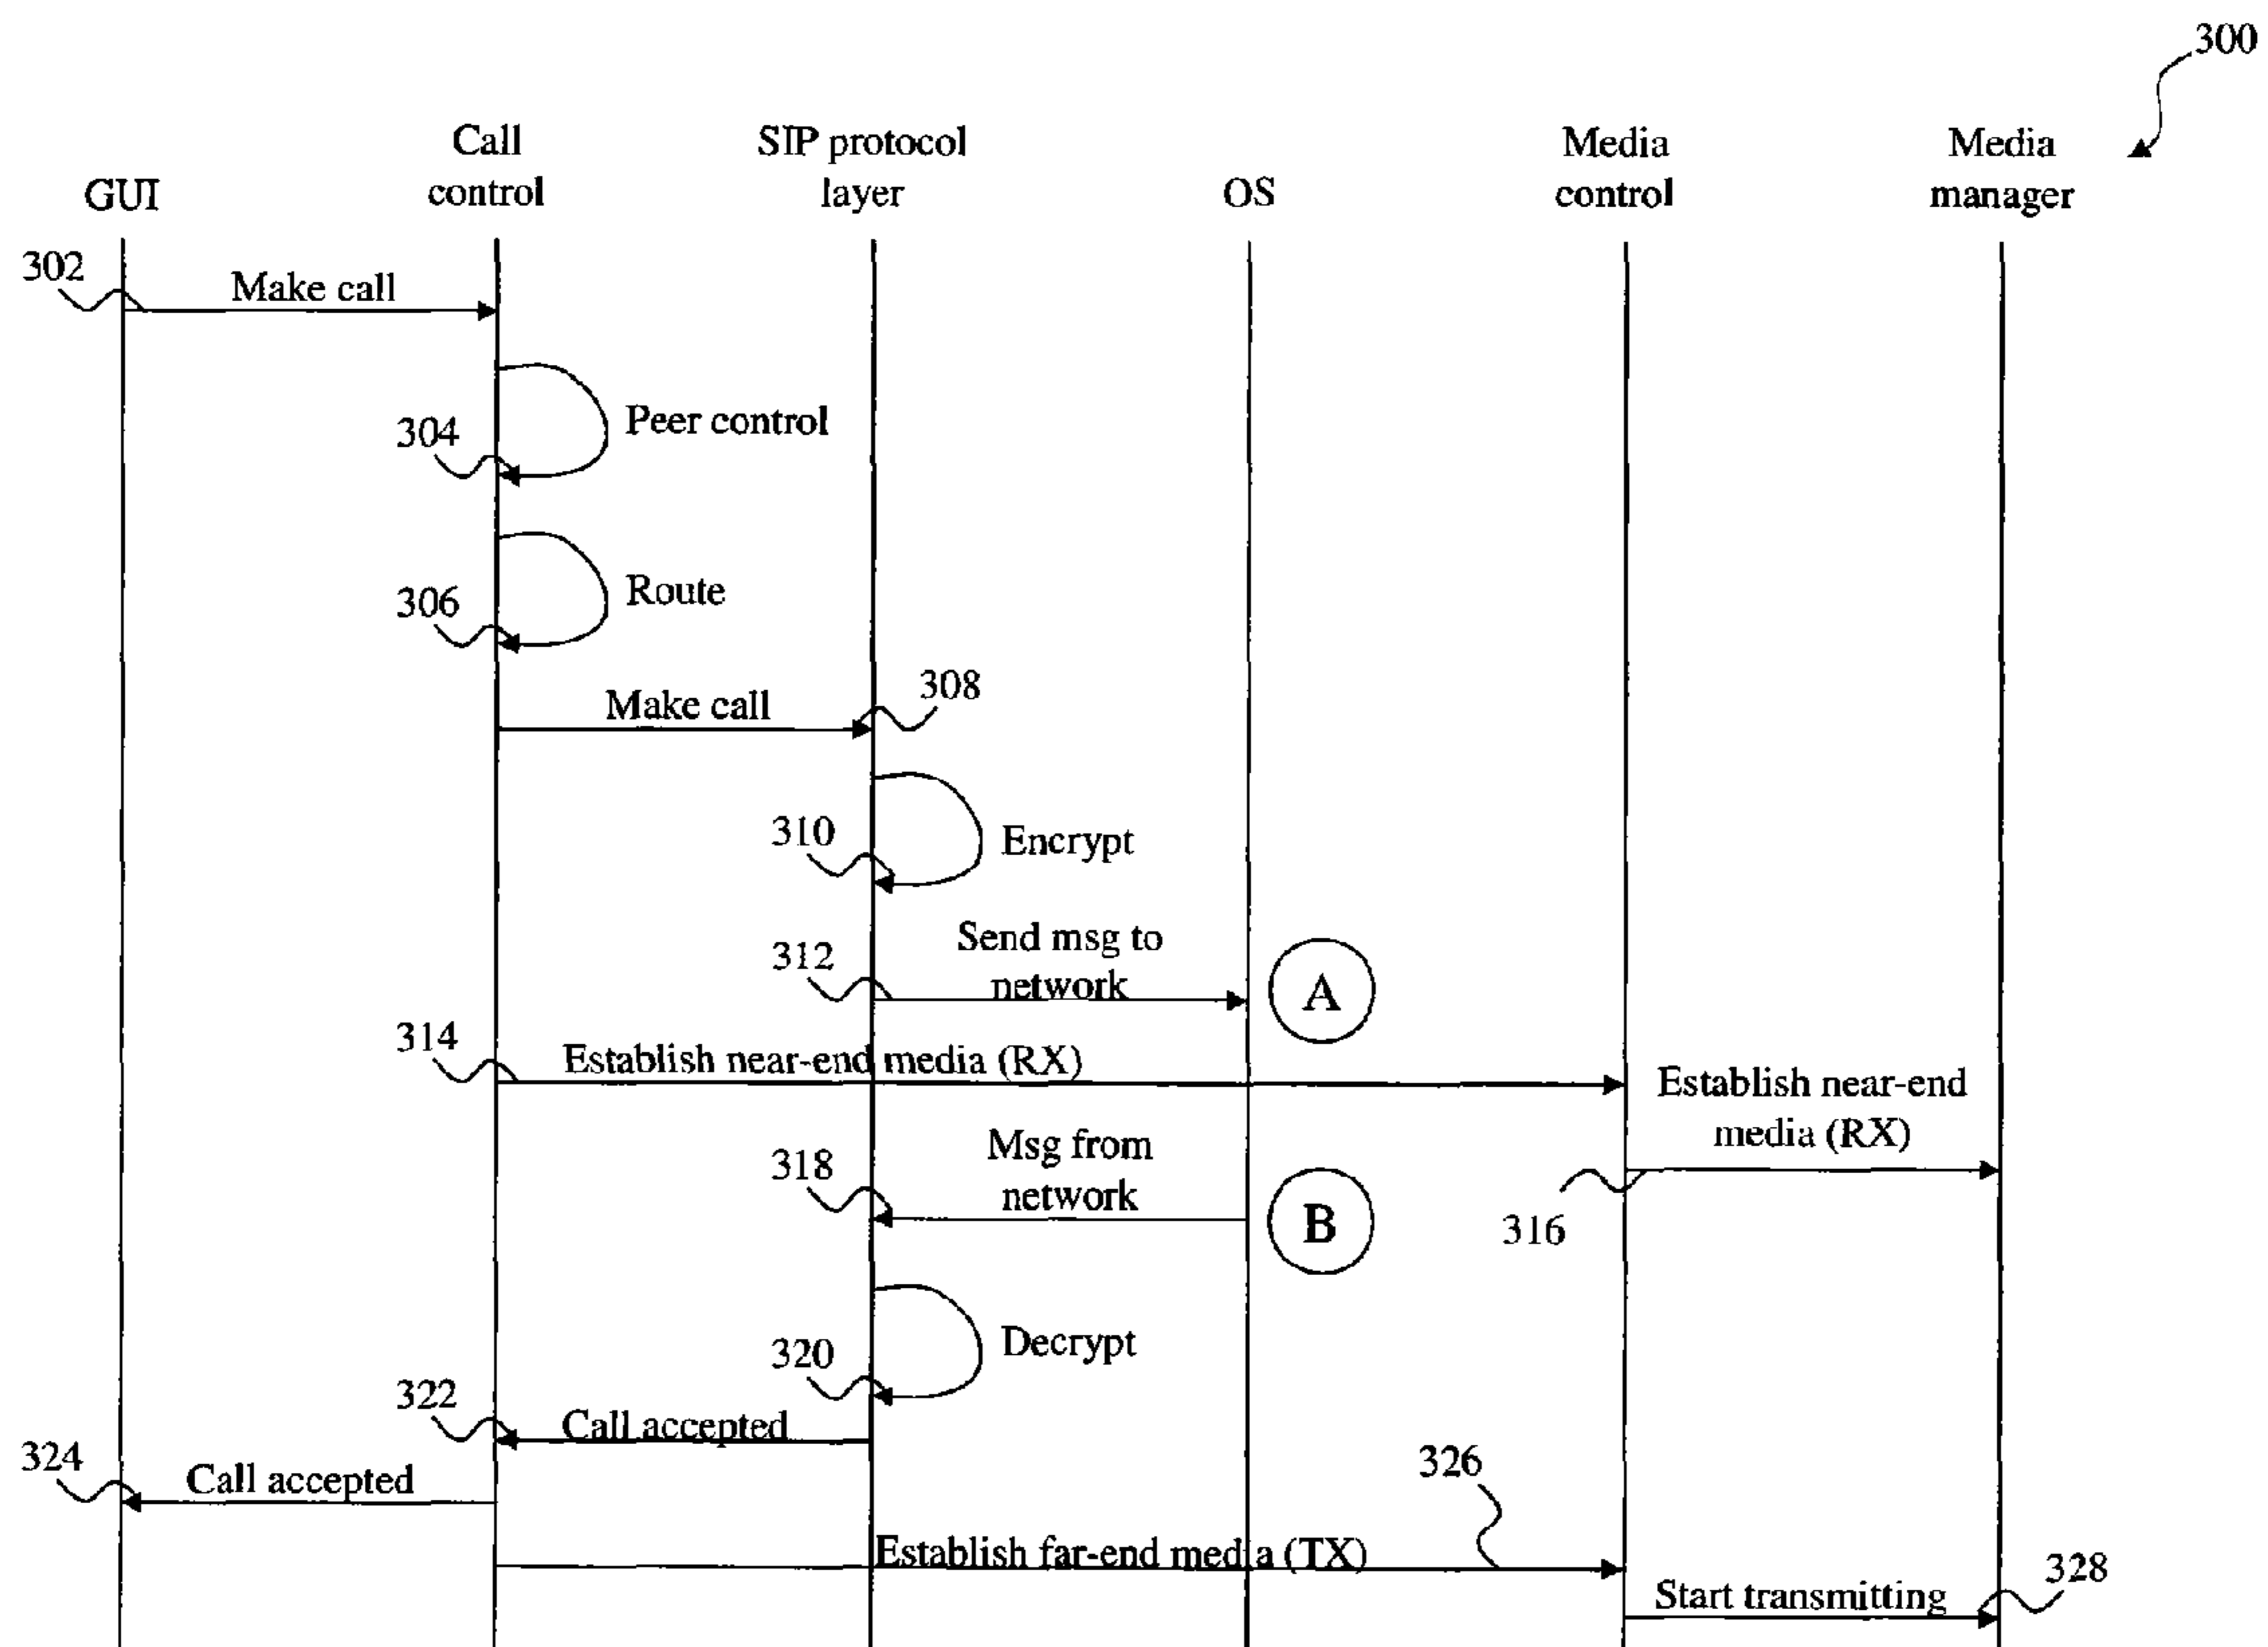 300
Call
control
SIP protocol
layer
Media
control
Media
manager
GUI
OS
302
Make call
304
Peer control
306
Route
308
Make call
310
Encrypt
312
Send msg to
network
A
314
Establish near-end media (RX)
Establish near-end
media (RX)
316
318
Msg from
network
B
320
Decrypt
322
Call accepted
324
Call accepted
326
Establish far-end media (TX)
Start transmitting
328